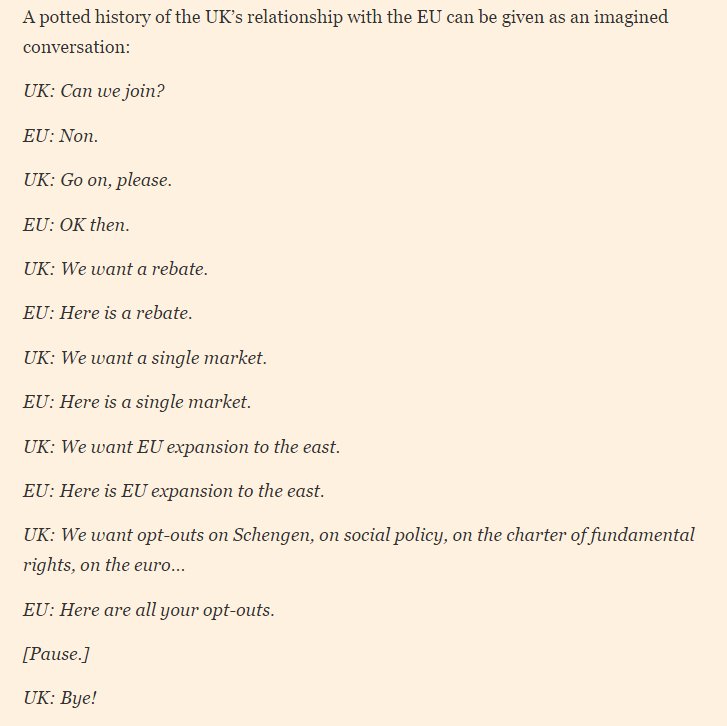 A potted history of the UK’s relationship with the EU can be given as an imagined
conversation:
UK: Can we join?
EU: Non.
UK: Go on, please.
EU: OK then.
UK: We want a rebate.
EU: Here is a rebate.
UK: We want a single market.
EU: Here is a single market.
UK: We want EU expansion to the east.
EU: Here is EU expansion to the east.
UK: We want opt-outs on Schengen, on social policy, on the charter of fundamental
rights, on the euro…
EU: Here are all your opt-outs.
[Pause.]
UK: Bye!